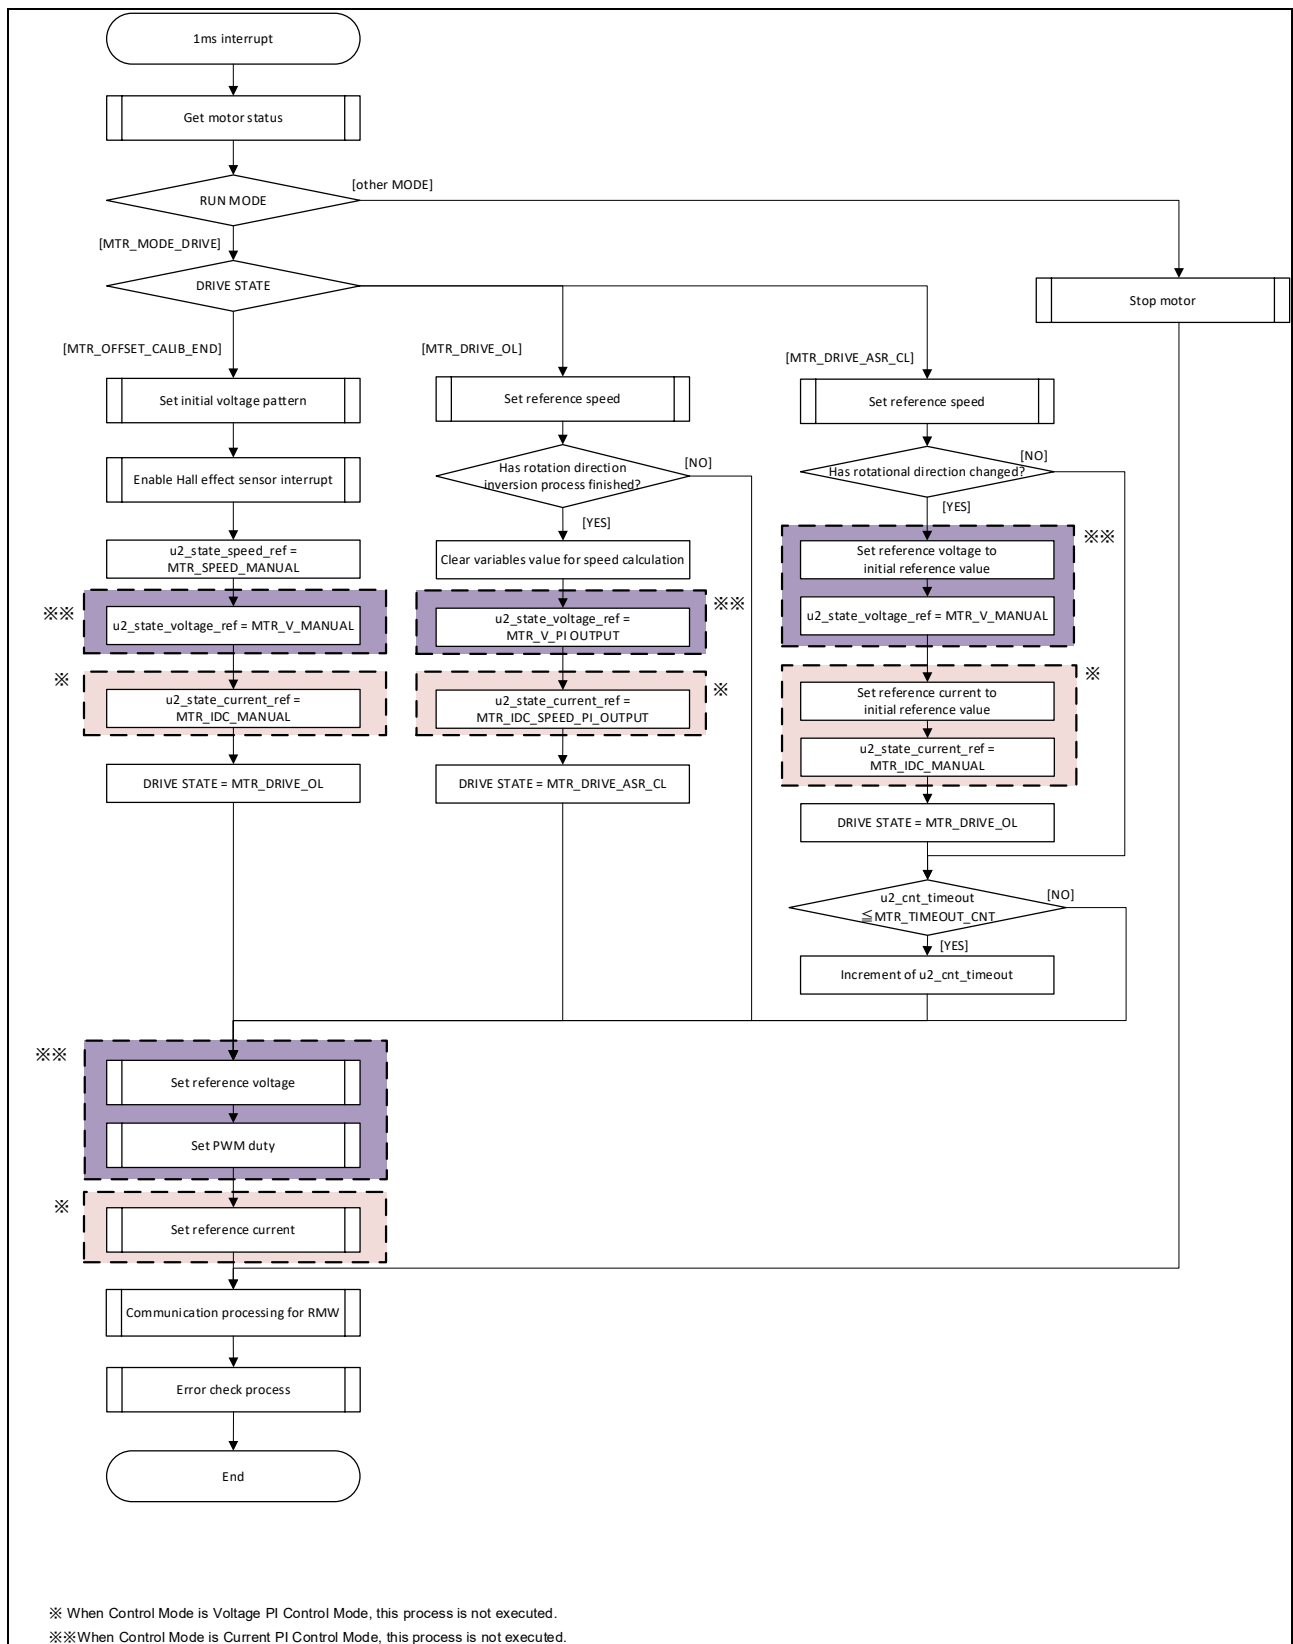 1ms interrupt
Get motor status
RUN MODE
[other MODE]
[MTR_MODE_DRIVE]
DRIVE STATE
Stop motor
[MTR_OFFSET_CALIB_END]
[MTR_DRIVE_OL]
[MTR_DRIVE_ASR_CL]
Set initial voltage pattern
Enable Hall effect sensor interrupt
u2_state_speed_ref =
MTR_SPEED_MANUAL
※※
u2_state_voltage_ref = MTR_V_MANUAL
※
u2_state_current_ref =
MTR_IDC_MANUAL
DRIVE STATE = MTR_DRIVE_OL
Set reference speed
Has rotation direction
inversion process finished?
[NO]
[YES]
Clear variables value for speed calculation
※※
u2_state_voltage_ref =
MTR_V_PI OUTPUT
※
u2_state_current_ref =
MTR_IDC_SPEED_PI_OUTPUT
DRIVE STATE = MTR_DRIVE_ASR_CL
Set reference speed
Has rotational direction changed?
[NO]
[YES]
※※
Set reference voltage to
initial reference value
u2_state_voltage_ref = MTR_V_MANUAL
※
Set reference current to
initial reference value
u2_state_current_ref =
MTR_IDC_MANUAL
DRIVE STATE = MTR_DRIVE_OL
u2_cnt_timeout
≦MTR_TIMEOUT_CNT
[NO]
[YES]
Increment of u2_cnt_timeout
※※
Set reference voltage
Set PWM duty
※
Set reference current
Communication processing for RMW
Error check process
End
※ When Control Mode is Voltage PI Control Mode, this process is not executed.
※※When Control Mode is Current PI Control Mode, this process is not executed.